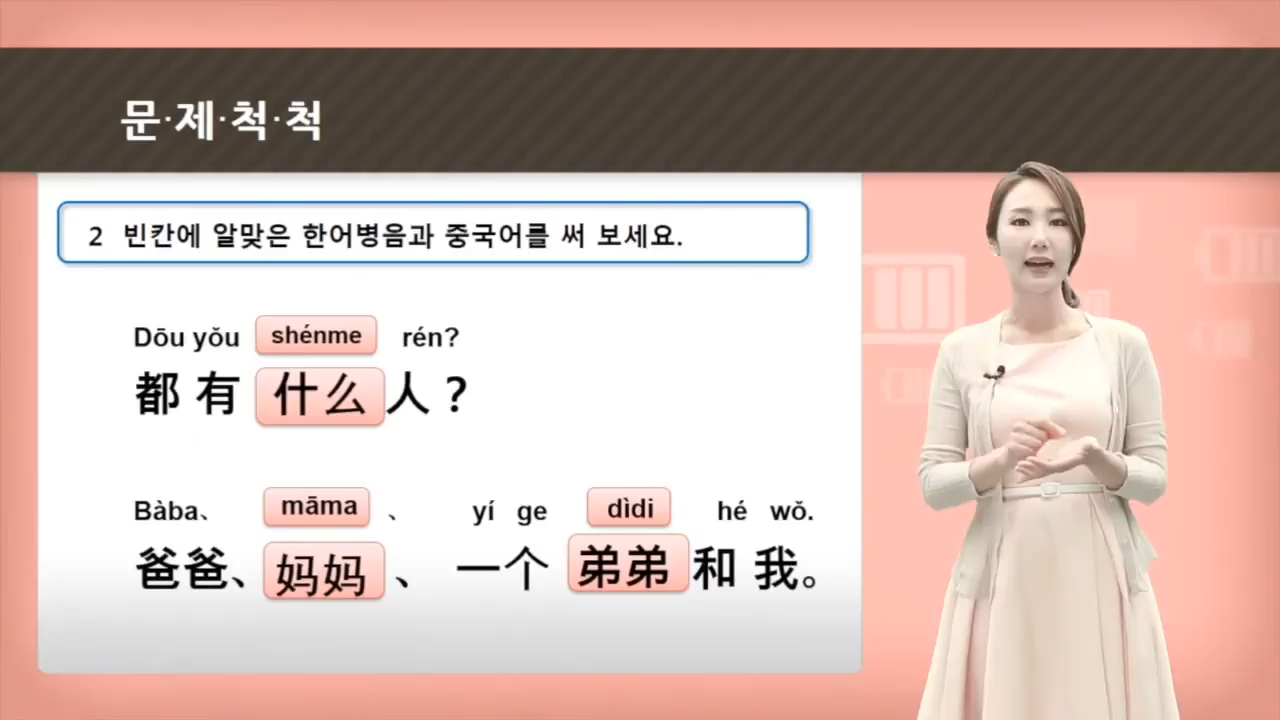 문·제·척·척
2 빈칸에 알맞은 한어병음과 중국어를 써 보세요.
Dōu yǒu shénme rén?
都 有 什么 人？
Bàba、 māma 、 yí ge dìdi hé wǒ.
爸爸、 妈妈 、 一个 弟弟 和 我。